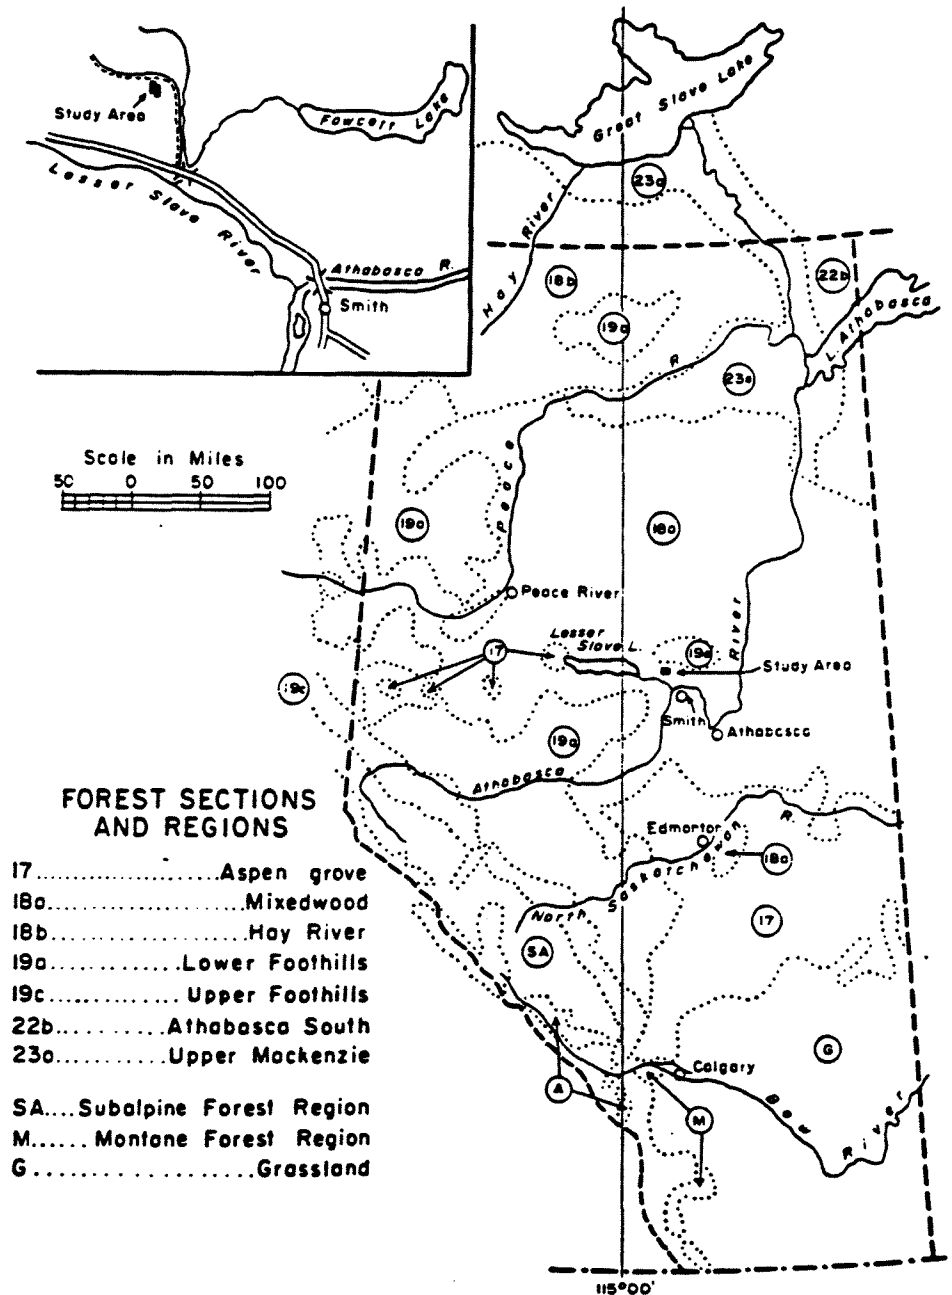 Study Area
Fawcett Lake
Lesser Slave River
Athabasca R.
Smith
Great Slave Lake
23a
Hay River
18b
22b
19a
L. Athabasca
R.
23a
Peace
Scale in Miles
50 0 50 100
19a
18a
Peace River
Lesser
Slave L.
17
19a
River
Study Area
19c
Smith
Athabasca
19a
Athabasca
FOREST SECTIONS
AND REGIONS
17.....................Aspen grove
18a.......................Mixedwood
18b.......................Hay River
19a...............Lower Foothills
19c...............Upper Foothills
22b.............Athabasca South
23a.............Upper Mackenzie
SA....Subalpine Forest Region
M......Montane Forest Region
G.......................Grassland
Edmonton
R.
North Saskatchewan
18a
17
SA
G
Calgary
A
M
Bow River
115°00'